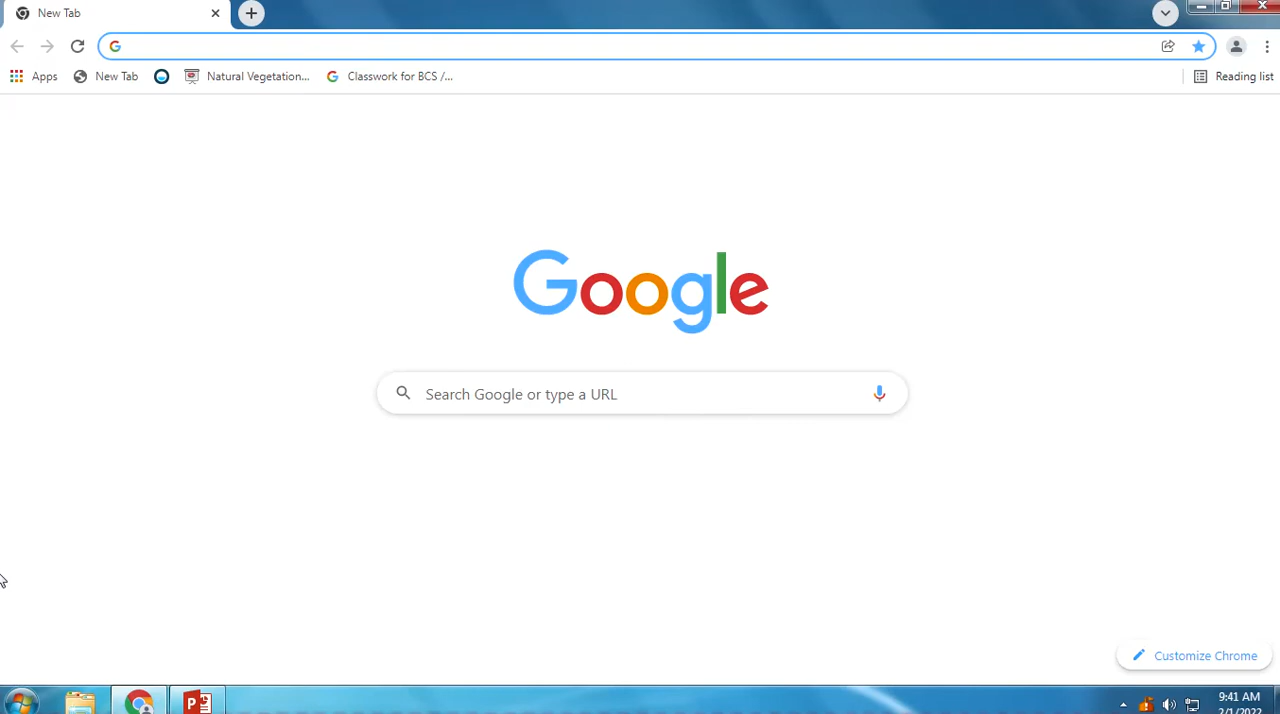 New Tab
Apps New Tab Natural Vegetation... Classwork for BCS /... Reading list
Google
Search Google or type a URL
Customize Chrome
9:41 AM
2/1/2022